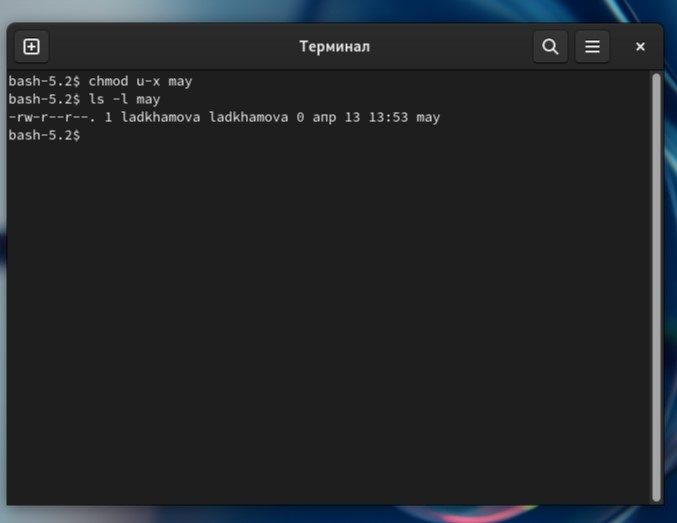 Терминал
bash-5.2$ chmod u-x may
bash-5.2$ ls -l may
-rw-r--r--. 1 ladkhamova ladkhamova 0 апр 13 13:53 may
bash-5.2$